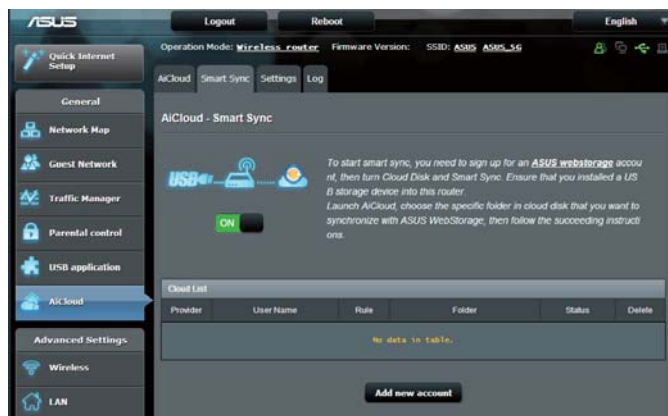 ASUS
Logout
Reboot
English
Quick Internet
Setup
Operation Mode: Wireless router Firmware Version: SSID: ASUS ASUS_5G
AiCloud Smart Sync Settings Log
General
Network Map
Guest Network
Traffic Manager
Parental control
USB application
AiCloud
Advanced Settings
Wireless
LAN
AiCloud - Smart Sync
USB
ON
To start smart sync, you need to sign up for an ASUS webstorage accou
nt, then turn Cloud Disk and Smart Sync. Ensure that you installed a US
B storage device into this router.
Launch AiCloud, choose the specific folder in cloud disk that you want to
synchronize with ASUS WebStorage, then follow the succeeding instructi
ons.
Cloud List
Provider User Name Rule Folder Status Delete
No data in table.
Add new account